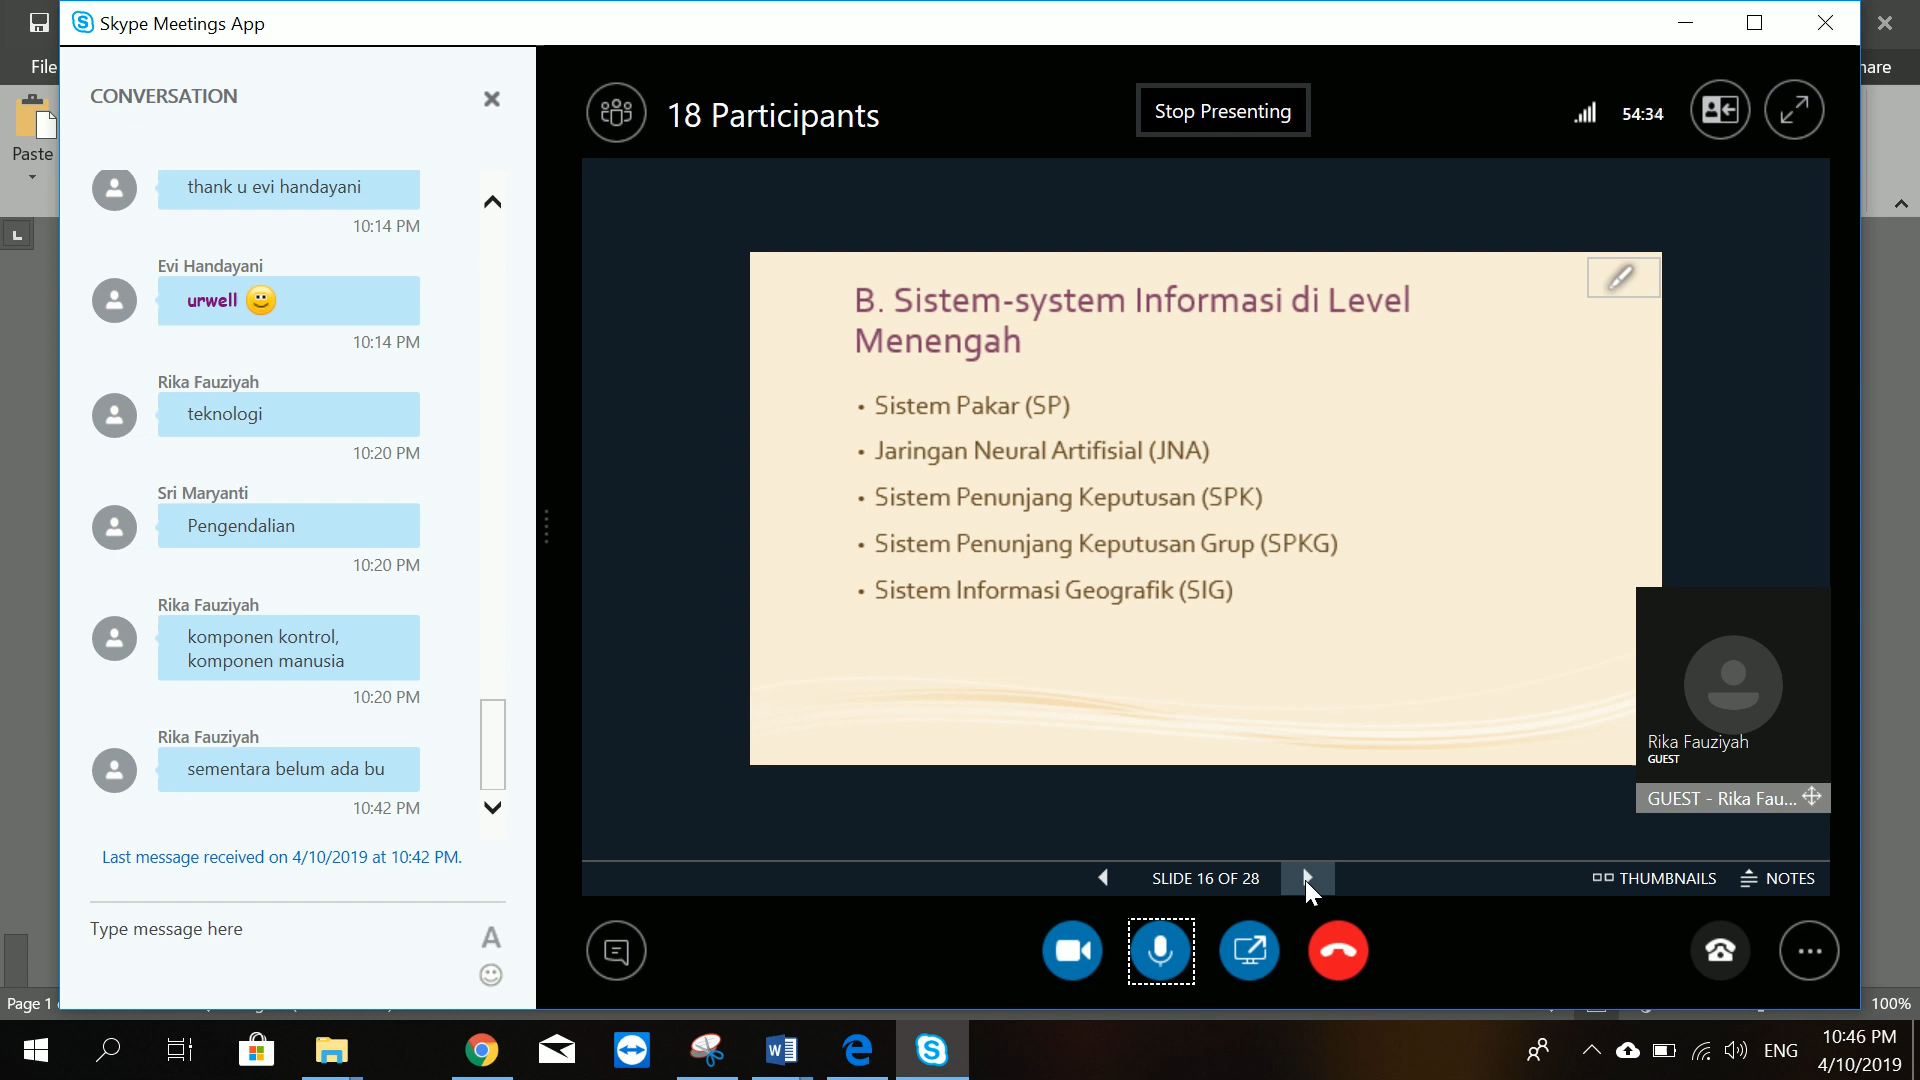 Skype Meetings App
File
are
Paste
CONVERSATION
18 Participants
Stop Presenting
54:34
thank u evi handayani
10:14 PM
Evi Handayani
urwell
10:14 PM
Rika Fauziyah
teknologi
10:20 PM
Sri Maryanti
Pengendalian
10:20 PM
Rika Fauziyah
komponen kontrol,
komponen manusia
10:20 PM
Rika Fauziyah
sementara belum ada bu
10:42 PM
Last message received on 4/10/2019 at 10:42 PM.
Type message here
A
B. Sistem-system Informasi di Level
Menengah
• Sistem Pakar (SP)
• Jaringan Neural Artifisial (JNA)
• Sistem Penunjang Keputusan (SPK)
• Sistem Penunjang Keputusan Grup (SPKG)
• Sistem Informasi Geografik (SIG)
Rika Fauziyah
GUEST
GUEST - Rika Fau...
SLIDE 16 OF 28
THUMBNAILS
NOTES
Page 1
100%
ENG
10:46 PM
4/10/2019